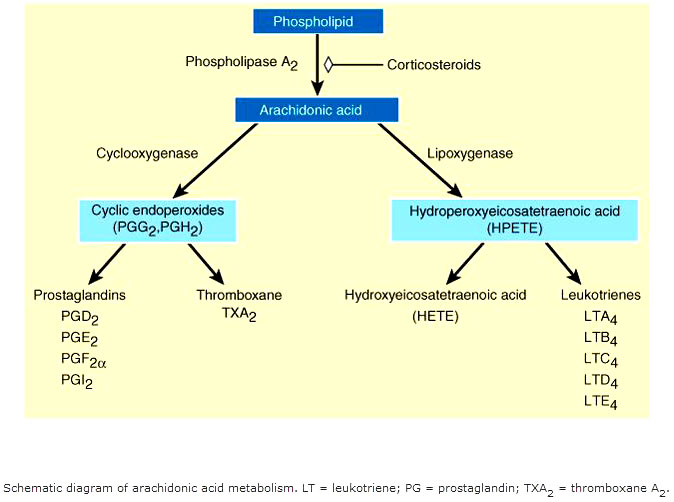 Phospholipid
Phospholipase A2
Corticosteroids
Arachidonic acid
Cyclooxygenase
Lipoxygenase
Cyclic endoperoxides
(PGG2,PGH2)
Hydroperoxyeicosatetraenoic acid
(HPETE)
Prostaglandins
PGD2
PGE2
PGF2α
PGI2
Thromboxane
TXA2
Hydroxyeicosatetraenoic acid
(HETE)
Leukotrienes
LTA4
LTB4
LTC4
LTD4
LTE4
Schematic diagram of arachidonic acid metabolism. LT = leukotriene; PG = prostaglandin; TXA2 = thromboxane A2.